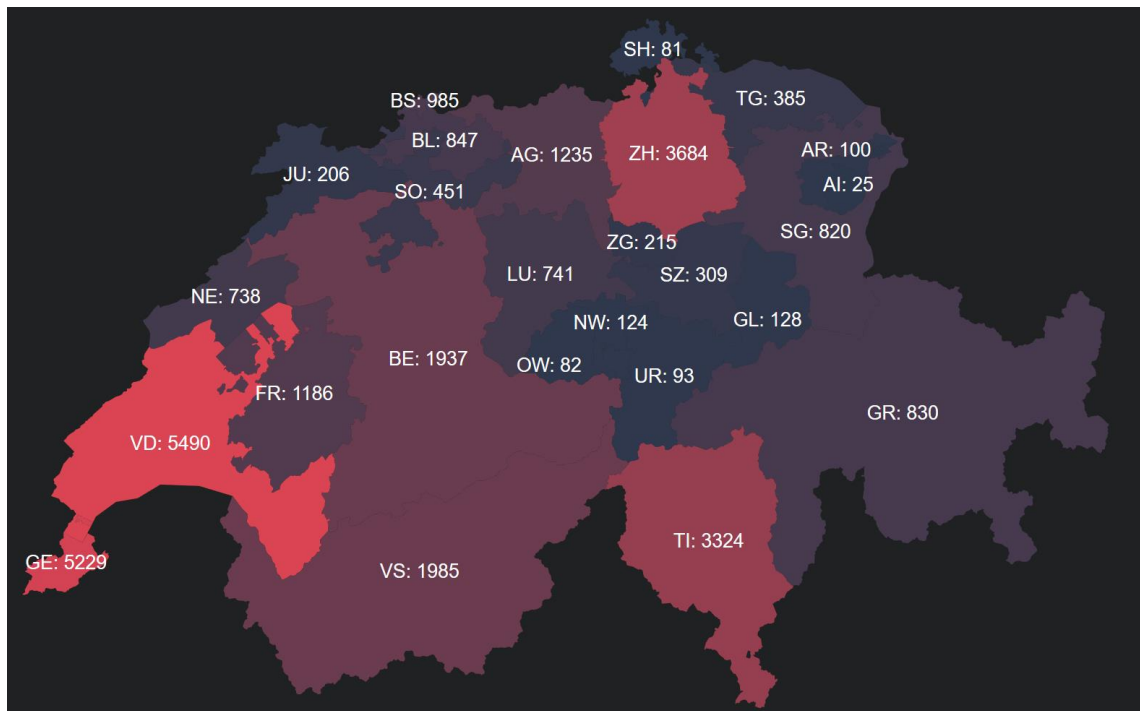 SH: 81
BS: 985
TG: 385
BL: 847
AG: 1235
ZH: 3684
AR: 100
JU: 206
SO: 451
AI: 25
ZG: 215
SG: 820
LU: 741
SZ: 309
NE: 738
NW: 124
GL: 128
BE: 1937
OW: 82
UR: 93
FR: 1186
GR: 830
VD: 5490
TI: 3324
GE: 5229
VS: 1985